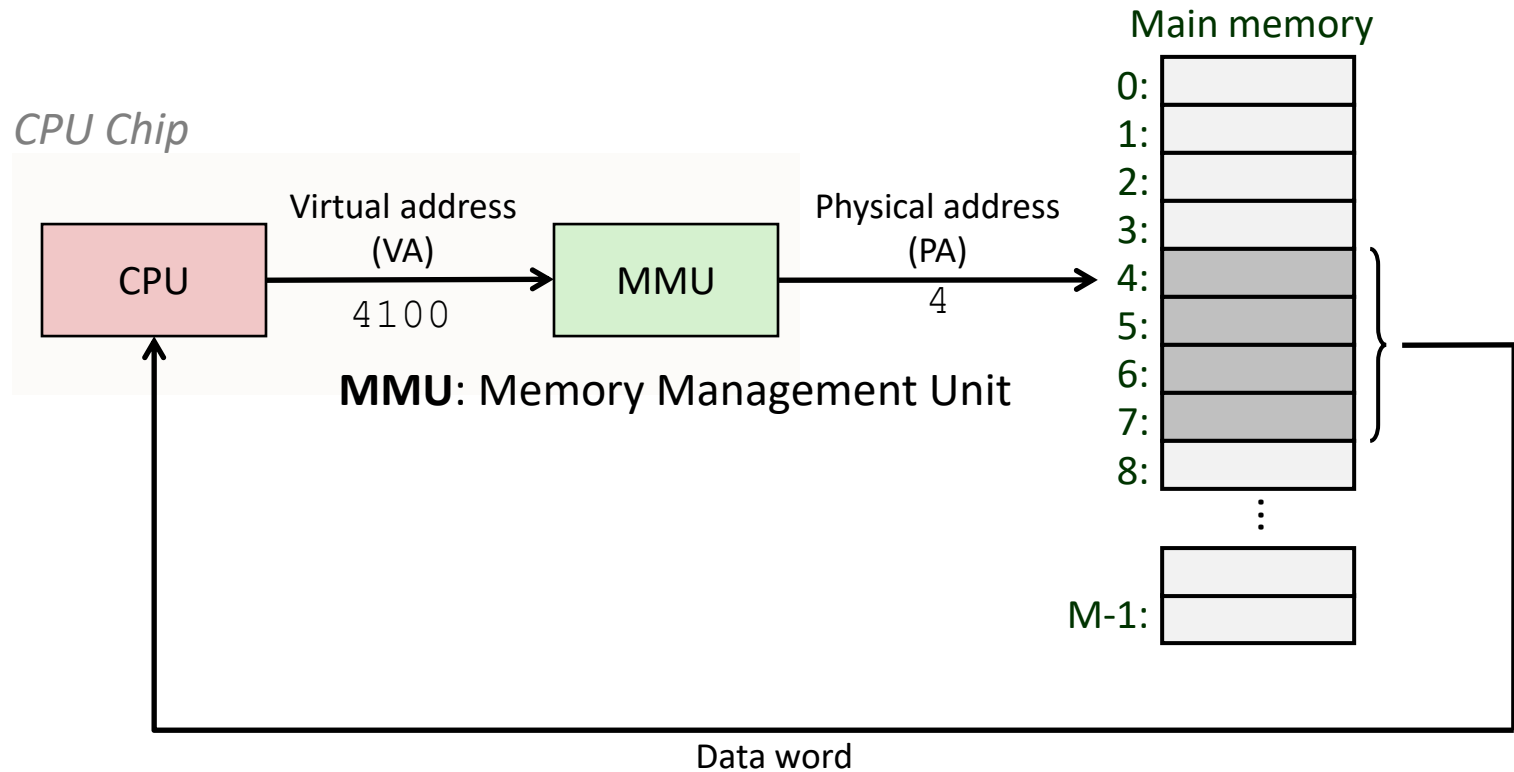 Main memory
CPU Chip
0:
1:
2:
3:
4:
5:
6:
7:
8:
⋮
M-1:
Virtual address
(VA)
4100
Physical address
(PA)
4
CPU
MMU
MMU: Memory Management Unit
Data word